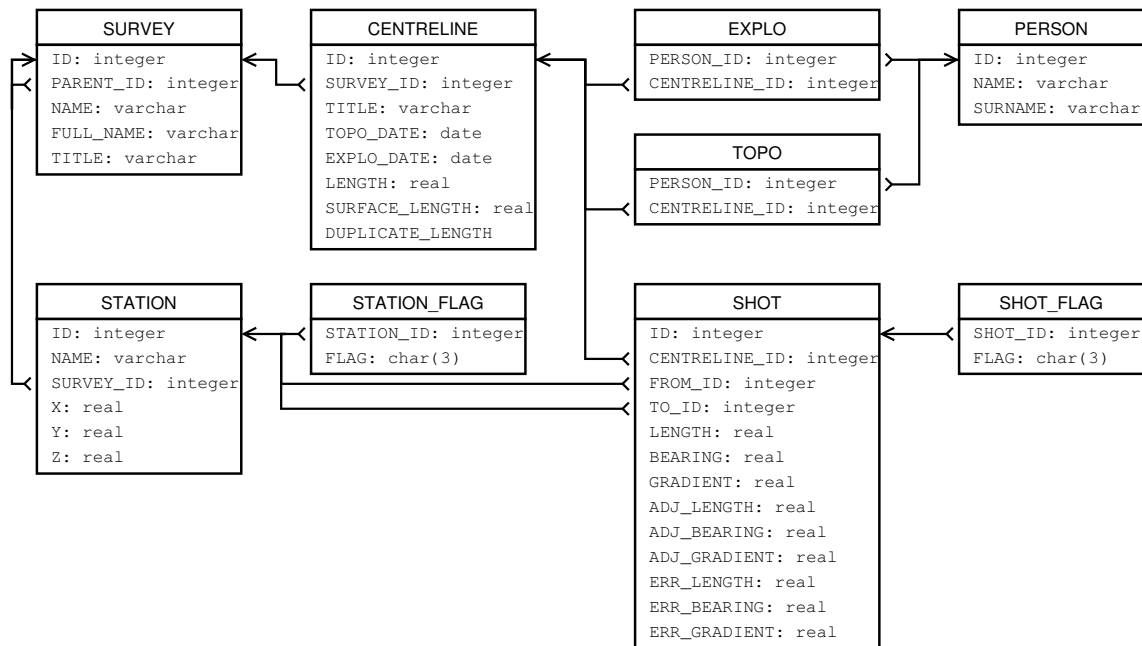 SURVEY
ID: integer
PARENT_ID: integer
NAME: varchar
FULL_NAME: varchar
TITLE: varchar
CENTRELINE
ID: integer
SURVEY_ID: integer
TITLE: varchar
TOPO_DATE: date
EXPLO_DATE: date
LENGTH: real
SURFACE_LENGTH: real
DUPLICATE_LENGTH
EXPLO
PERSON_ID: integer
CENTRELINE_ID: integer
PERSON
ID: integer
NAME: varchar
SURNAME: varchar
TOPO
PERSON_ID: integer
CENTRELINE_ID: integer
STATION
ID: integer
NAME: varchar
SURVEY_ID: integer
X: real
Y: real
Z: real
STATION_FLAG
STATION_ID: integer
FLAG: char(3)
SHOT
ID: integer
CENTRELINE_ID: integer
FROM_ID: integer
TO_ID: integer
LENGTH: real
BEARING: real
GRADIENT: real
ADJ_LENGTH: real
ADJ_BEARING: real
ADJ_GRADIENT: real
ERR_LENGTH: real
ERR_BEARING: real
ERR_GRADIENT: real
SHOT_FLAG
SHOT_ID: integer
FLAG: char(3)